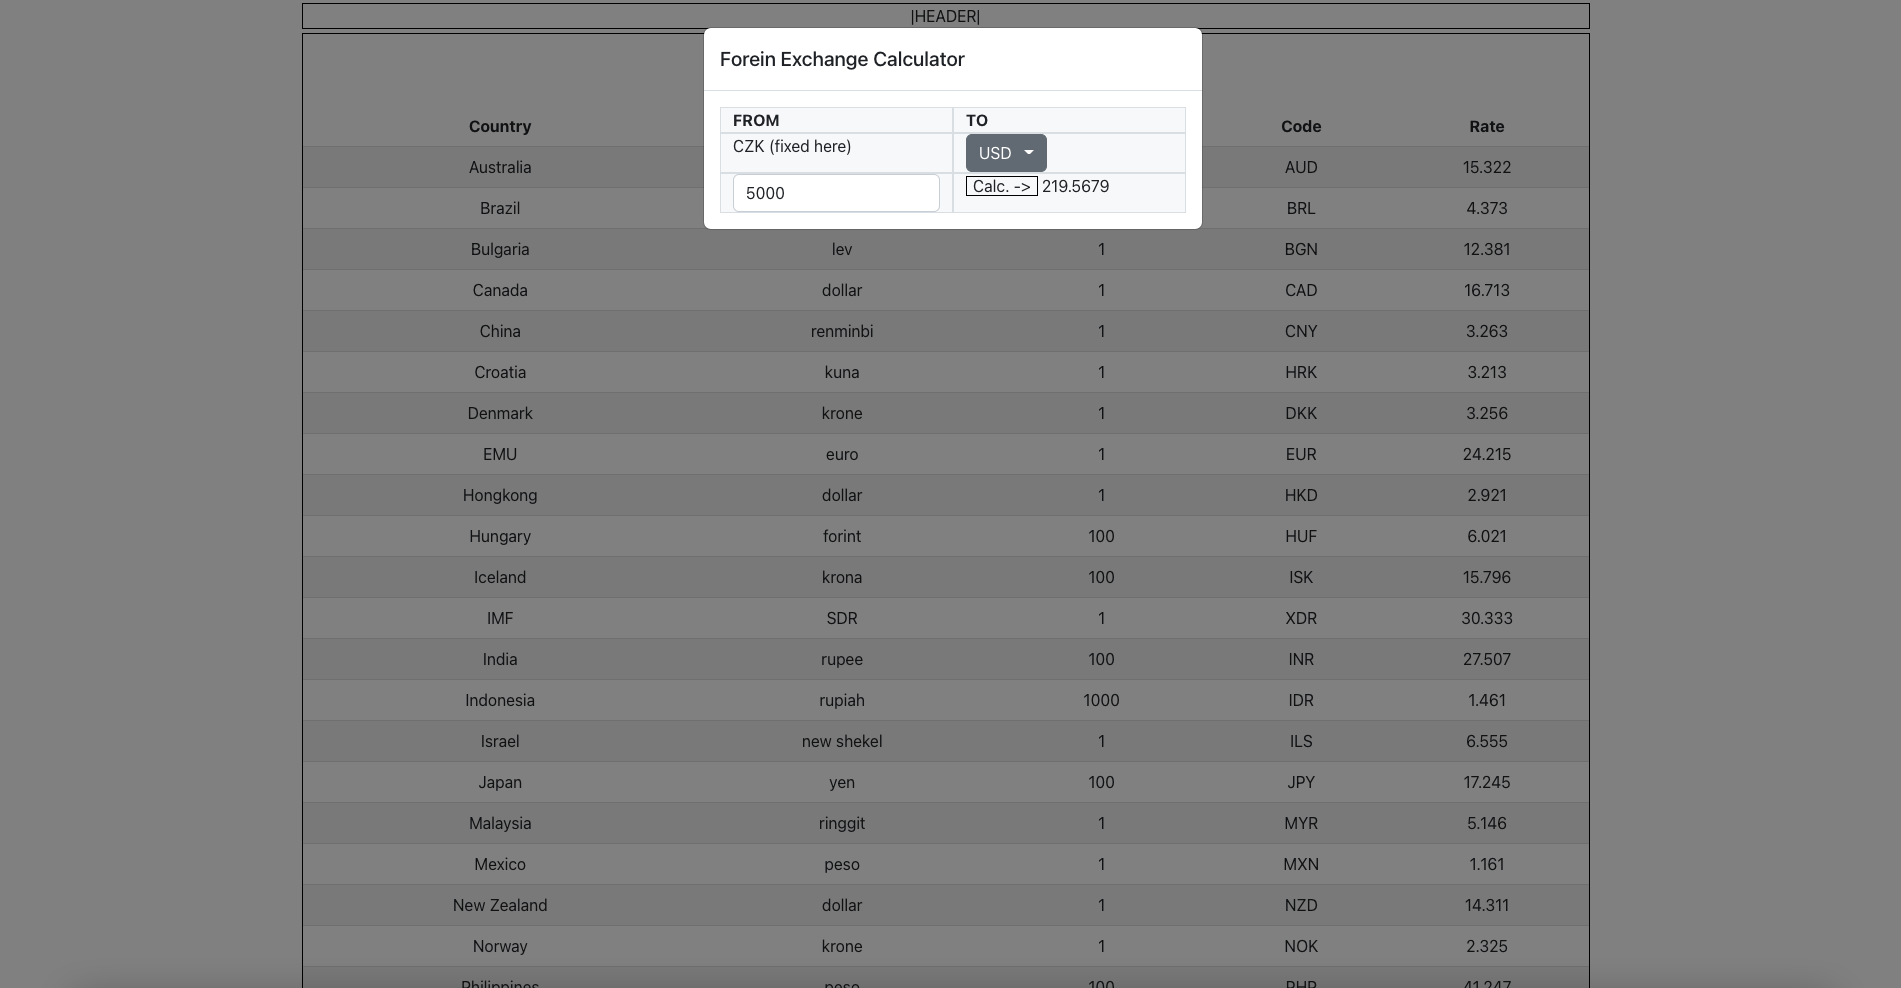 |HEADER|
Forein Exchange Calculator
FROM TO
CZK (fixed here) USD
5000 Calc. -> 219.5679
Country Code Rate
Australia AUD 15.322
Brazil BRL 4.373
Bulgaria lev 1 BGN 12.381
Canada dollar 1 CAD 16.713
China renminbi 1 CNY 3.263
Croatia kuna 1 HRK 3.213
Denmark krone 1 DKK 3.256
EMU euro 1 EUR 24.215
Hongkong dollar 1 HKD 2.921
Hungary forint 100 HUF 6.021
Iceland krona 100 ISK 15.796
IMF SDR 1 XDR 30.333
India rupee 100 INR 27.507
Indonesia rupiah 1000 IDR 1.461
Israel new shekel 1 ILS 6.555
Japan yen 100 JPY 17.245
Malaysia ringgit 1 MYR 5.146
Mexico peso 1 MXN 1.161
New Zealand dollar 1 NZD 14.311
Norway krone 1 NOK 2.325
Philippines peso 100 PHP 41.247